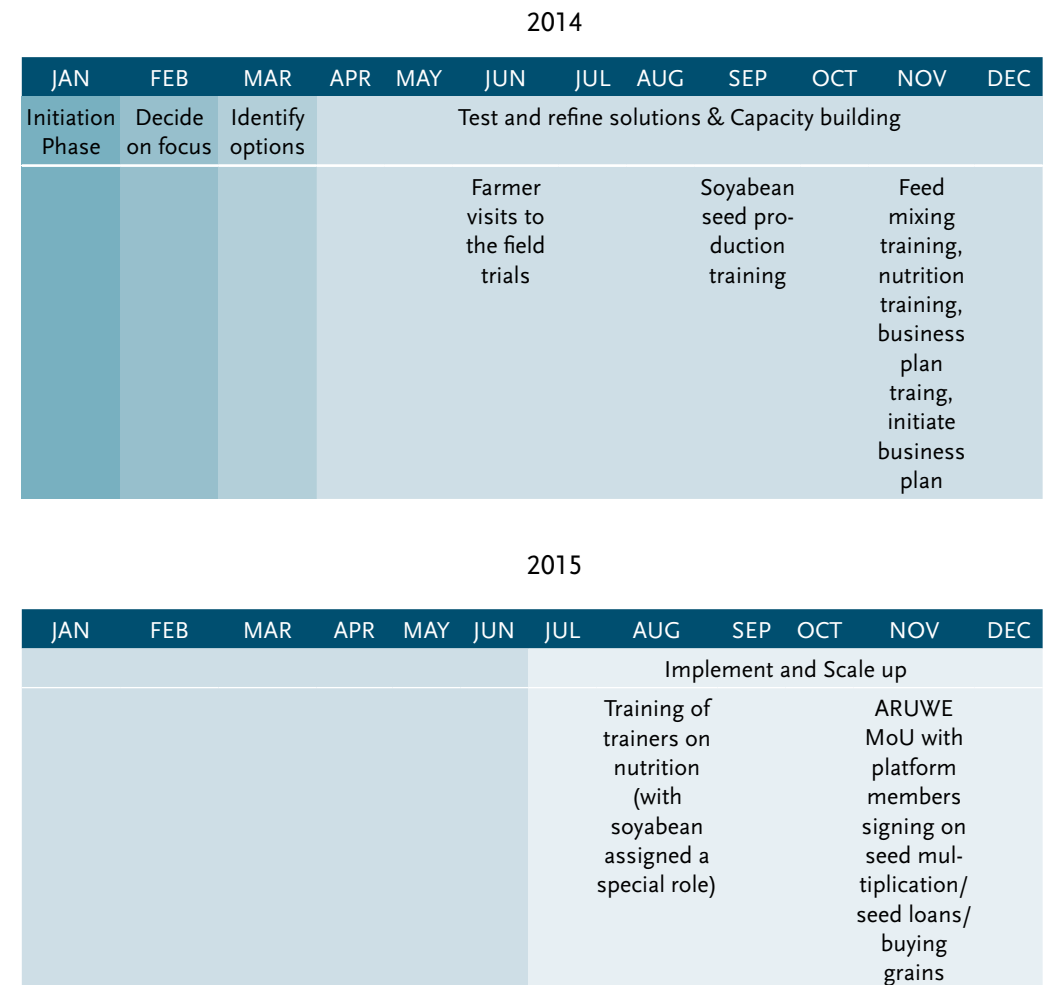 2014
JAN FEB MAR APR MAY JUN JUL AUG SEP OCT NOV DEC
Initiation
Phase
Decide
on focus
Identify
options
Test and refine solutions & Capacity building
Farmer
visits to
the field
trials
Soyabean
seed pro-
duction
training
Feed
mixing
training,
nutrition
training,
business
plan
traing,
initiate
business
plan
2015
JAN FEB MAR APR MAY JUN JUL AUG SEP OCT NOV DEC
Implement and Scale up
Training of
trainers on
nutrition
(with
soyabean
assigned a
special role)
ARUWE
MoU with
platform
members
signing on
seed mul-
tiplication/
seed loans/
buying
grains